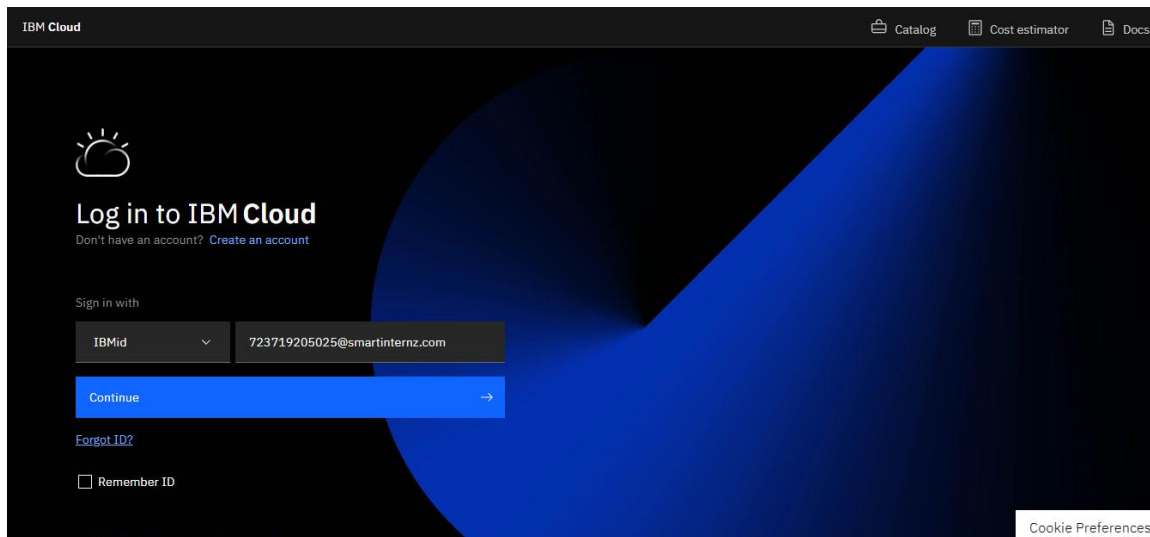 IBM Cloud
Catalog
Cost estimator
Docs
Log in to IBM Cloud
Don't have an account? Create an account
Sign in with
IBMid
723719205025@smartinternz.com
Continue
Forgot ID?
Remember ID
Cookie Preferences